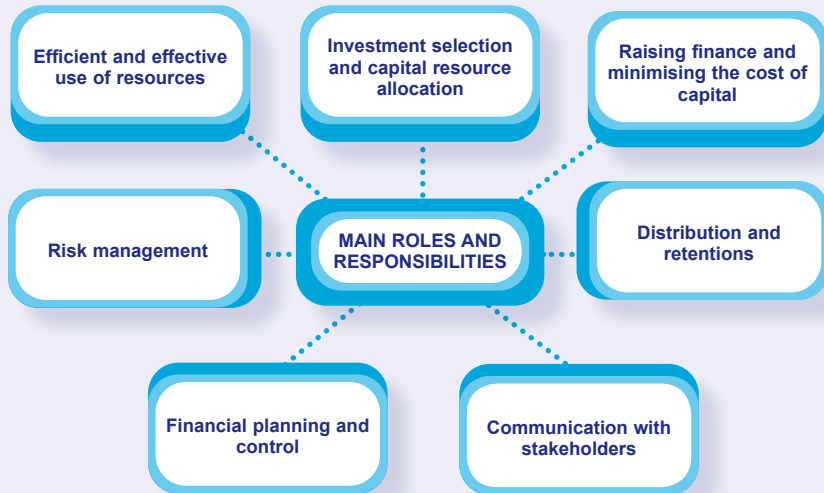 Efficient and effective
use of resources
Investment selection
and capital resource
allocation
Raising finance and
minimising the cost of
capital
Risk management
MAIN ROLES AND
RESPONSIBILITIES
Distribution and
retentions
Financial planning and
control
Communication with
stakeholders